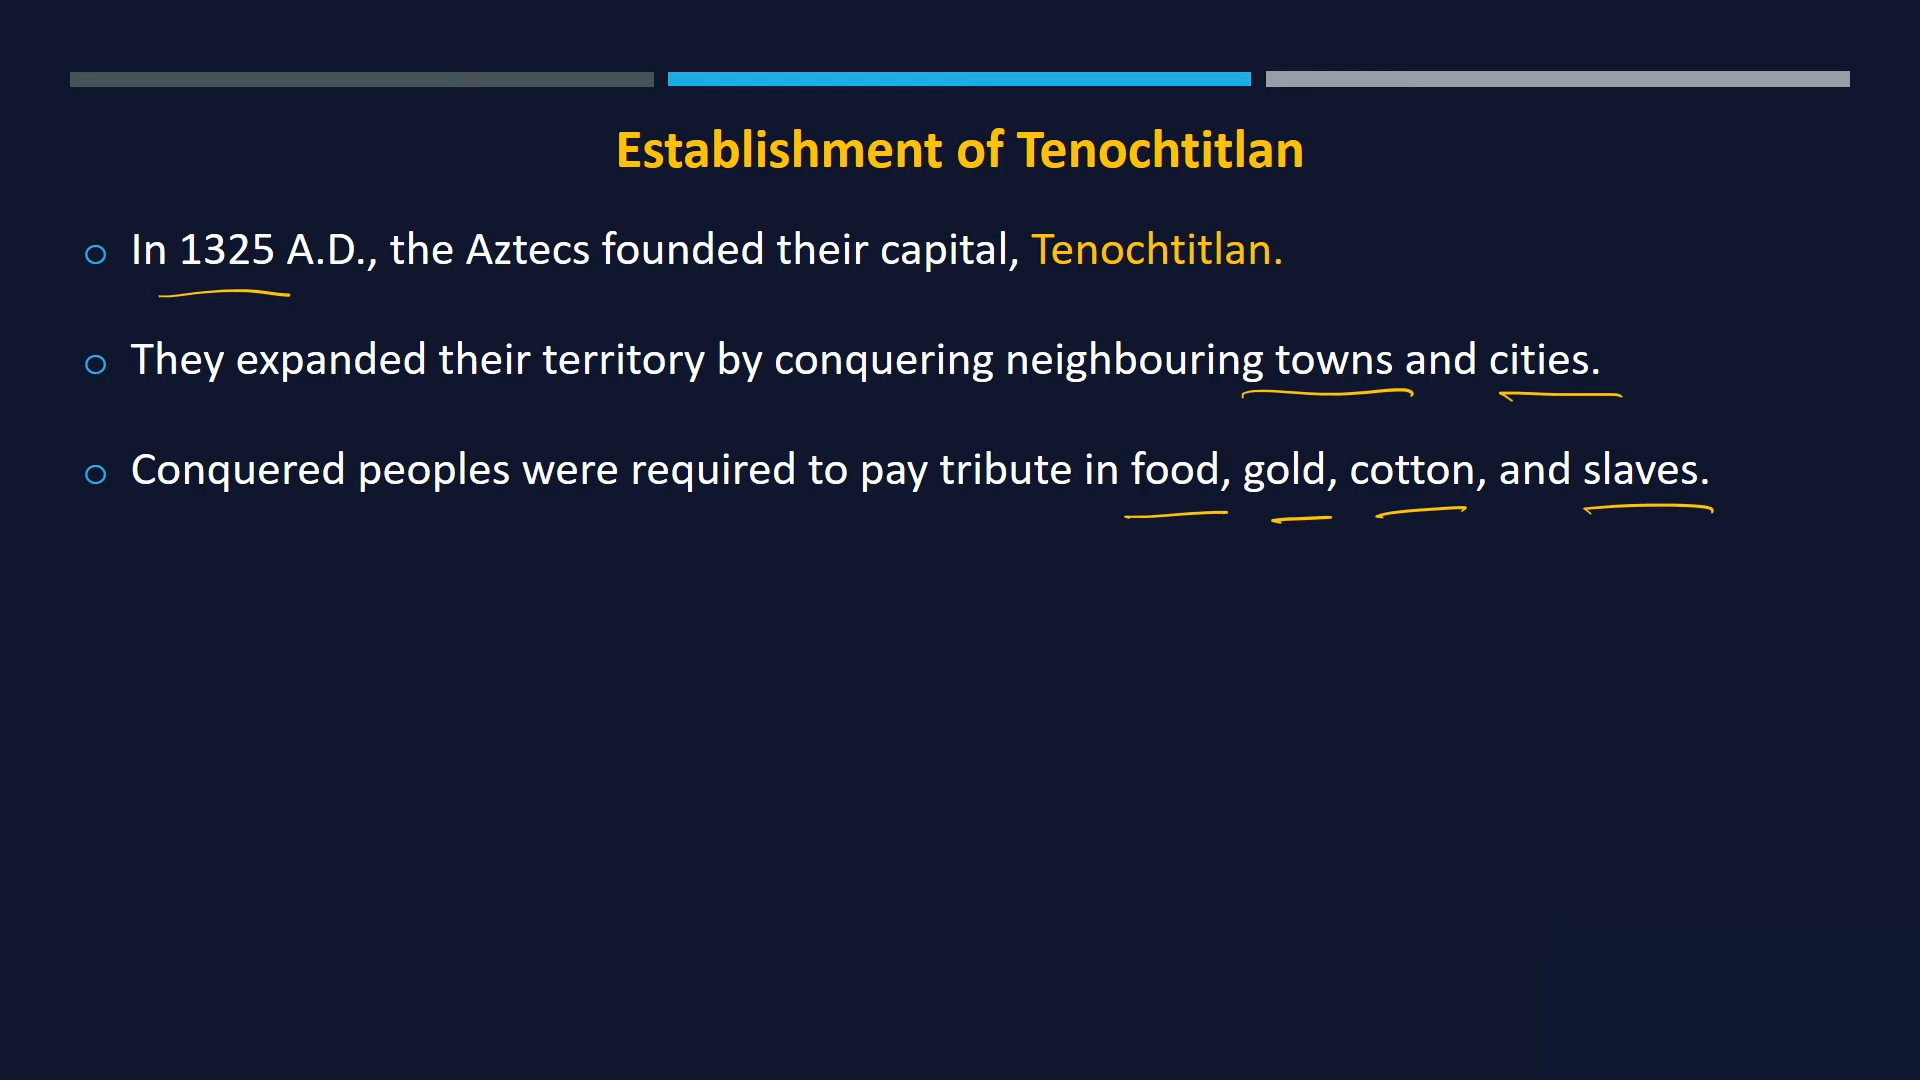 Establishment of Tenochtitlan
In 1325 A.D., the Aztecs founded their capital, Tenochtitlan.
They expanded their territory by conquering neighbouring towns and cities.
Conquered peoples were required to pay tribute in food, gold, cotton, and slaves.